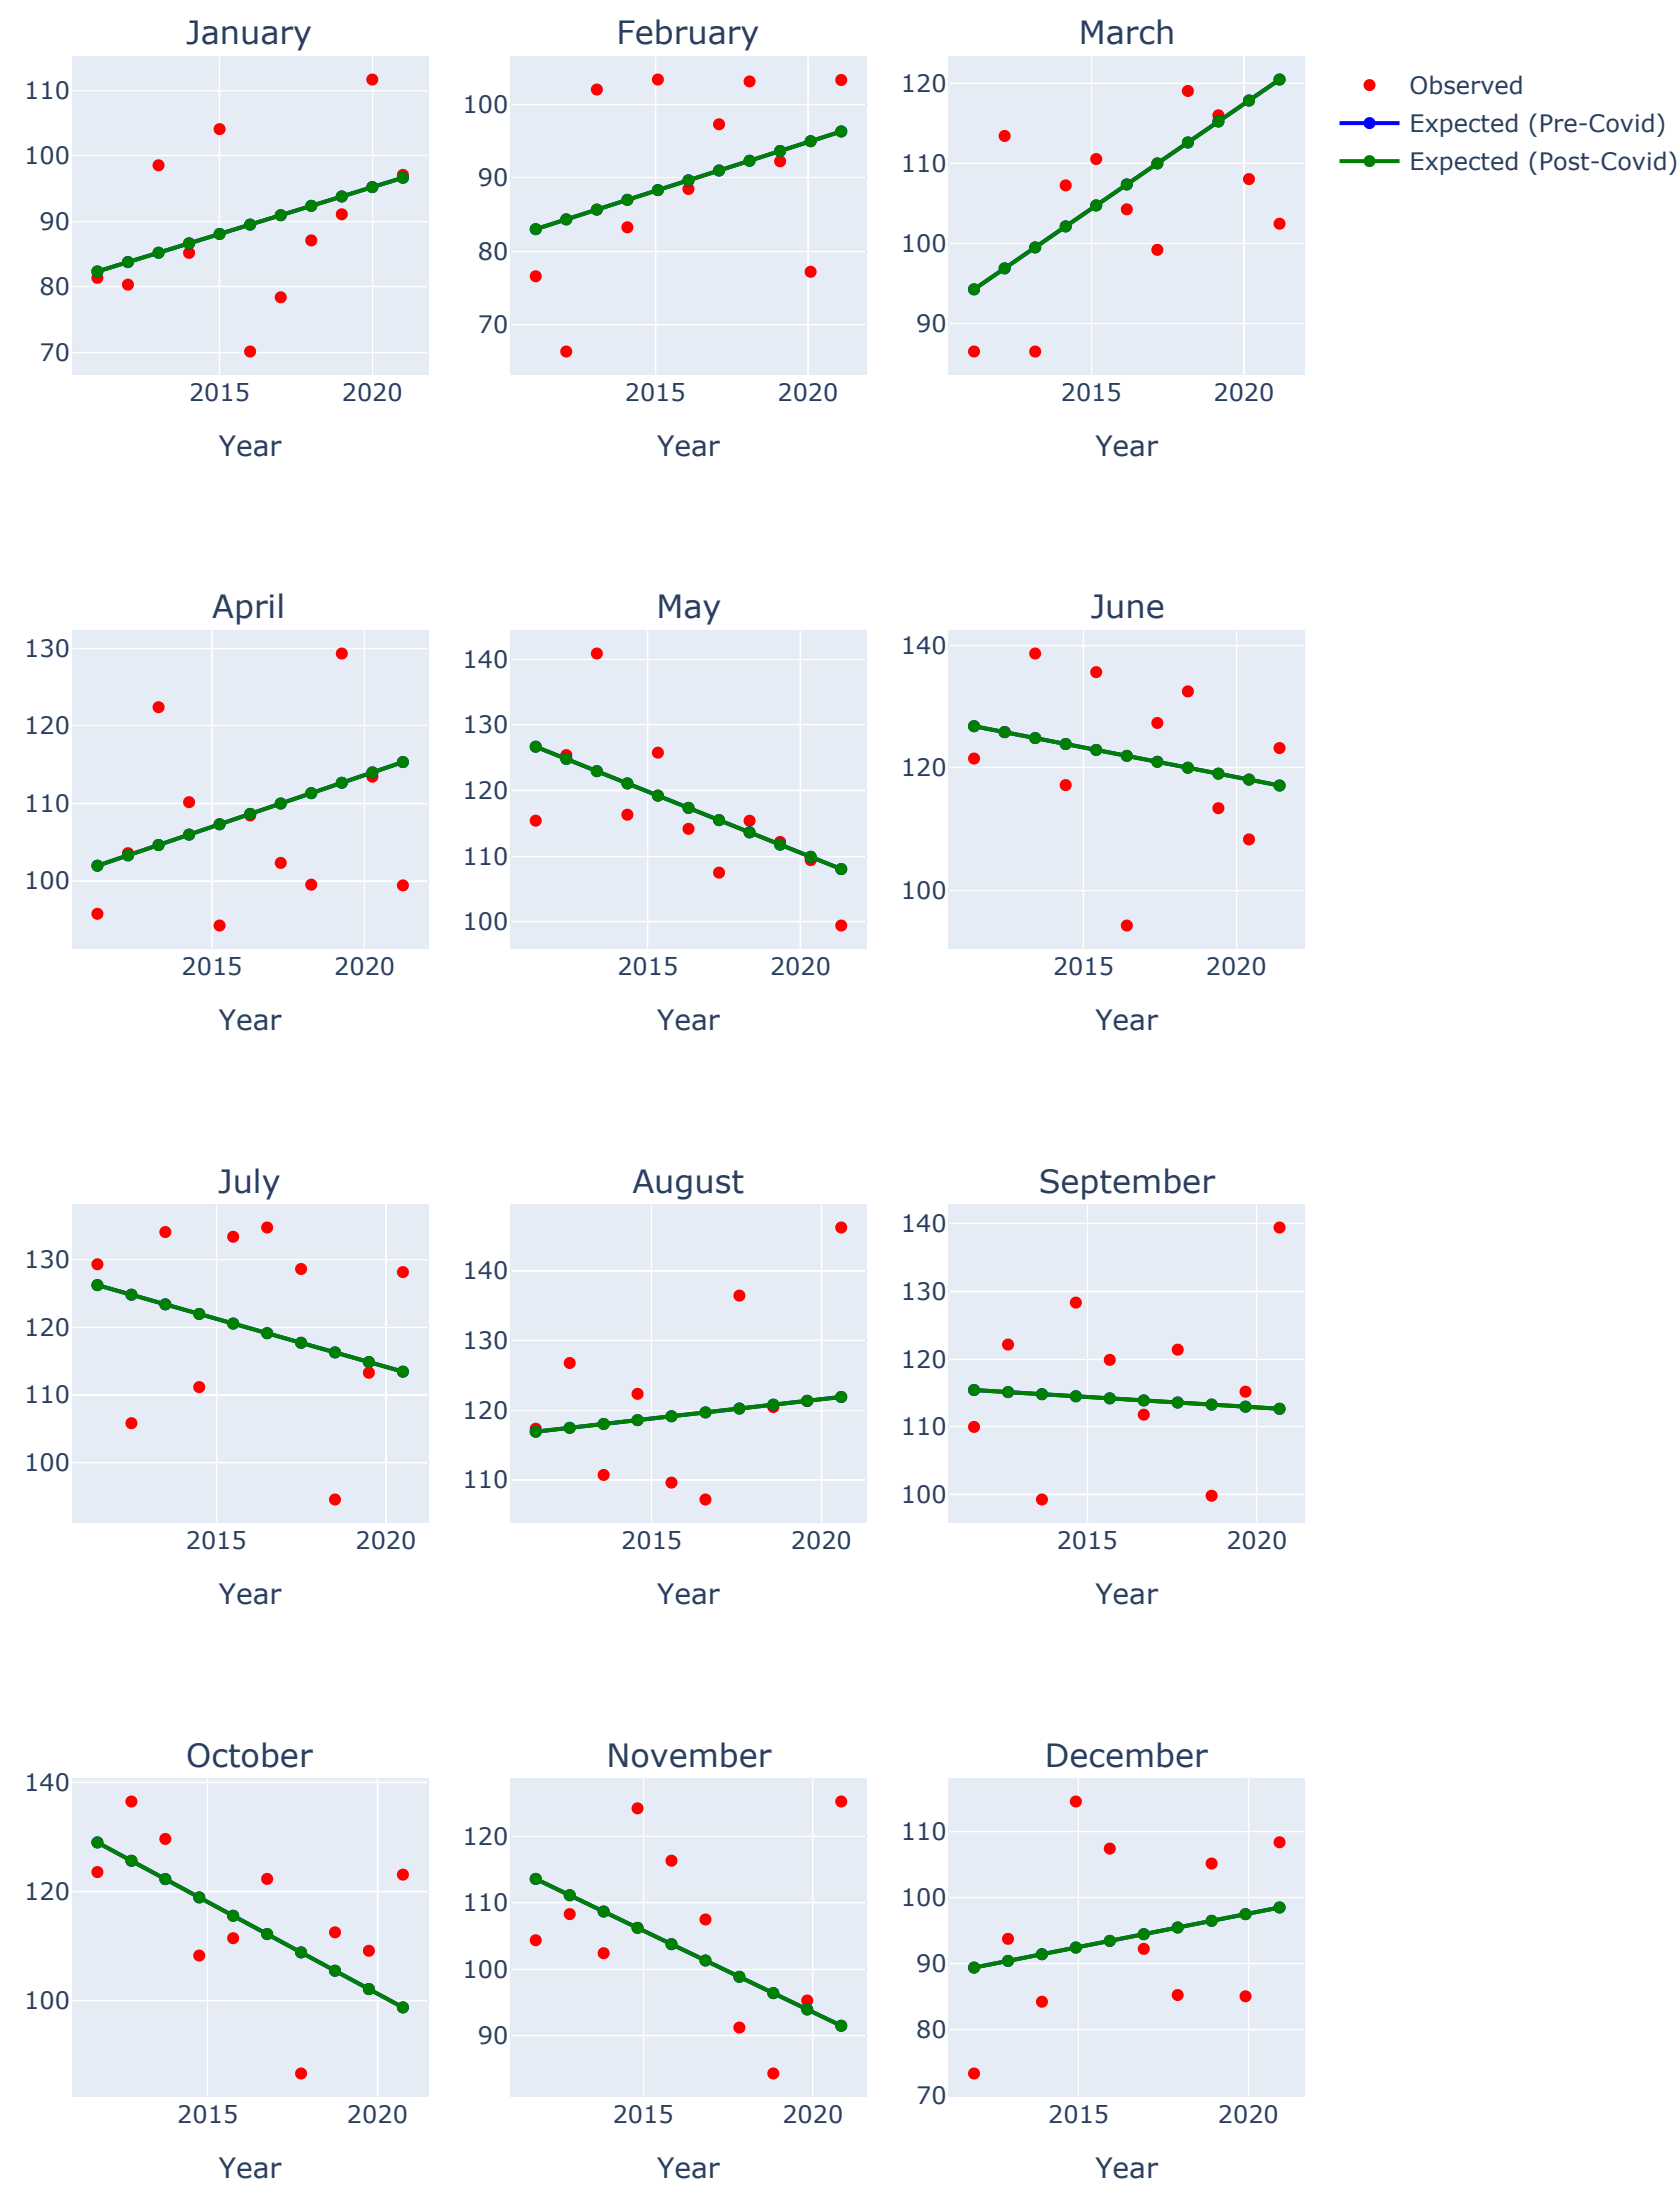 January
February
March
110
100
90
80
70
2015
2020
Year
100
90
80
70
2015
2020
Year
120
110
100
90
2015
2020
Year
Observed
Expected (Pre-Covid)
Expected (Post-Covid)
April
May
June
130
120
110
100
2015
2020
Year
140
130
120
110
100
2015
2020
Year
140
120
100
2015
2020
Year
July
August
September
130
120
110
100
2015
2020
Year
140
130
120
110
2015
2020
Year
140
130
120
110
100
2015
2020
Year
October
November
December
140
120
100
2015
2020
Year
120
110
100
90
2015
2020
Year
110
100
90
80
70
2015
2020
Year